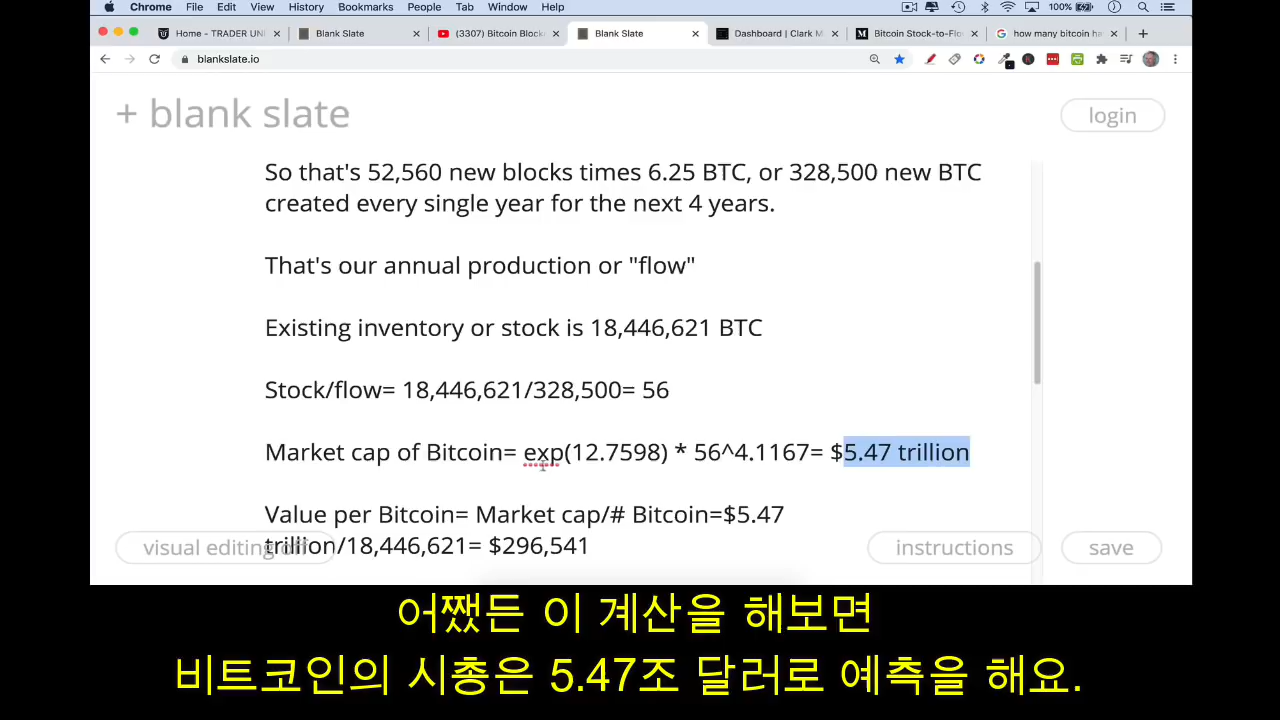 Chrome File Edit View History Bookmarks People Tab Window Help 100%
Home - TRADER UNI Blank Slate (3307) Bitcoin Block Blank Slate Dashboard | Clark M Bitcoin Stock-to-Flo how many bitcoin ha
blankslate.io
+ blank slate login
So that's 52,560 new blocks times 6.25 BTC, or 328,500 new BTC
created every single year for the next 4 years.
That's our annual production or "flow"
Existing inventory or stock is 18,446,621 BTC
Stock/flow= 18,446,621/328,500= 56
Market cap of Bitcoin= exp(12.7598) * 56^4.1167= $5.47 trillion
Value per Bitcoin= Market cap/# Bitcoin=$5.47
trillion/18,446,621= $296,541
visual editing off instructions save
어쨌든 이 계산을 해보면
비트코인의 시총은 5.47조 달러로 예측을 해요.